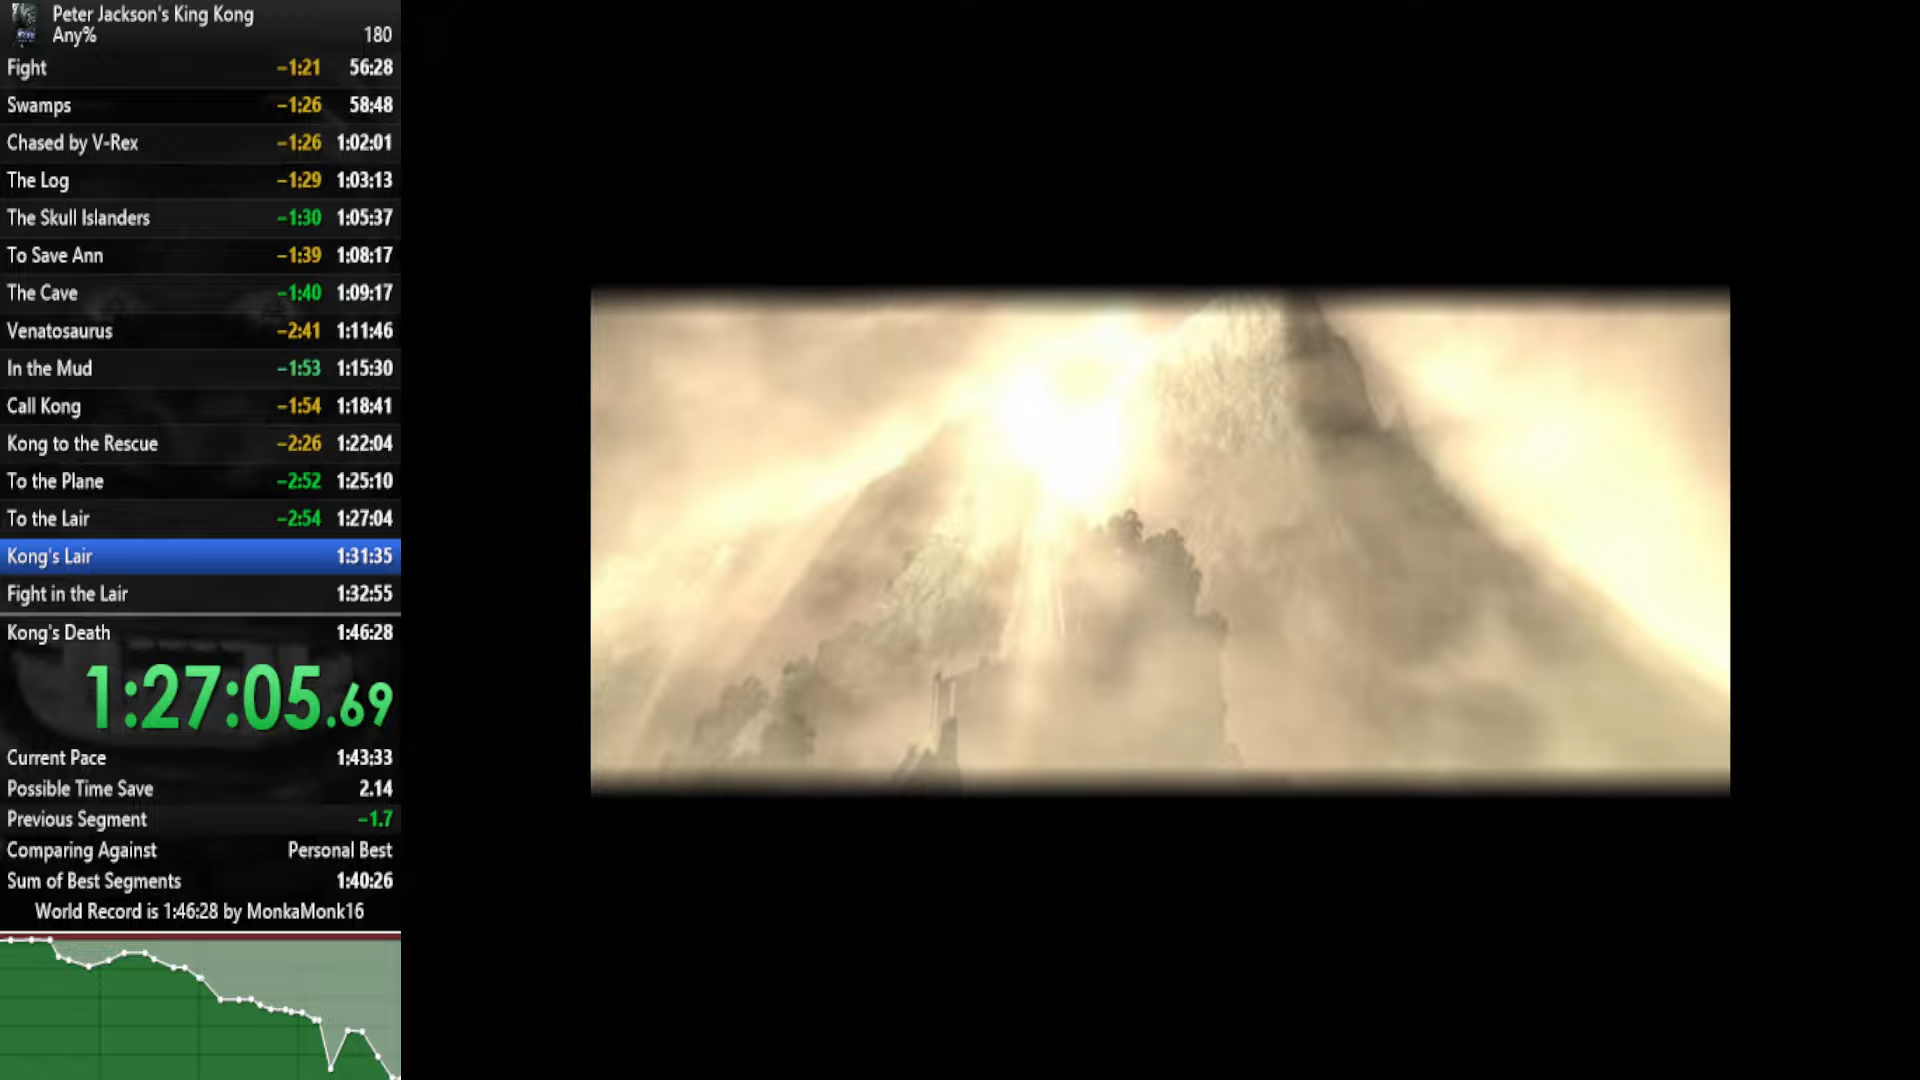 Peter Jackson's King Kong
Any% 180
Fight −1:21 56:28
Swamps −1:26 58:48
Chased by V-Rex −1:26 1:02:01
The Log −1:29 1:03:13
The Skull Islanders −1:30 1:05:37
To Save Ann −1:39 1:08:17
The Cave −1:40 1:09:17
Venatosaurus −2:41 1:11:46
In the Mud −1:53 1:15:30
Call Kong −1:54 1:18:41
Kong to the Rescue −2:26 1:22:04
To the Plane −2:52 1:25:10
To the Lair −2:54 1:27:04
Kong's Lair 1:31:35
Fight in the Lair 1:32:55
Kong's Death 1:46:28
1:27:05.69
Current Pace 1:43:33
Possible Time Save 2.14
Previous Segment −1.7
Comparing Against Personal Best
Sum of Best Segments 1:40:26
World Record is 1:46:28 by MonkaMonk16